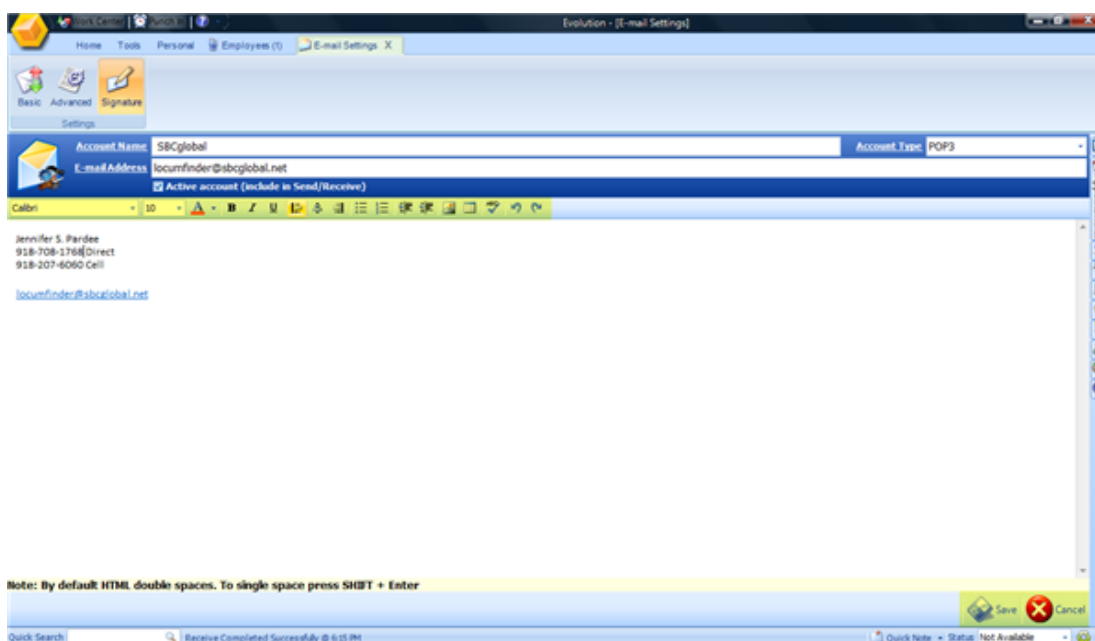 Work Center Punch In
Evolution - [E-mail Settings]
Home Tools Personal Employees (1) E-mail Settings X
Basic Advanced Signature
Settings
Account Name SBCglobal Account Type POP3
E-mail Address locumfinder@sbcglobal.net
Active account (include in Send/Receive)
Calibri 10 A B I U
Jennifer S. Pardee
918-708-1768 Direct
918-207-6060 Cell
locumfinder@sbcglobal.net
Note: By default HTML double spaces. To single space press SHIFT + Enter
Save Cancel
Quick Search Receive Completed Successfully @ 6:15 PM Quick Note Status Not Available